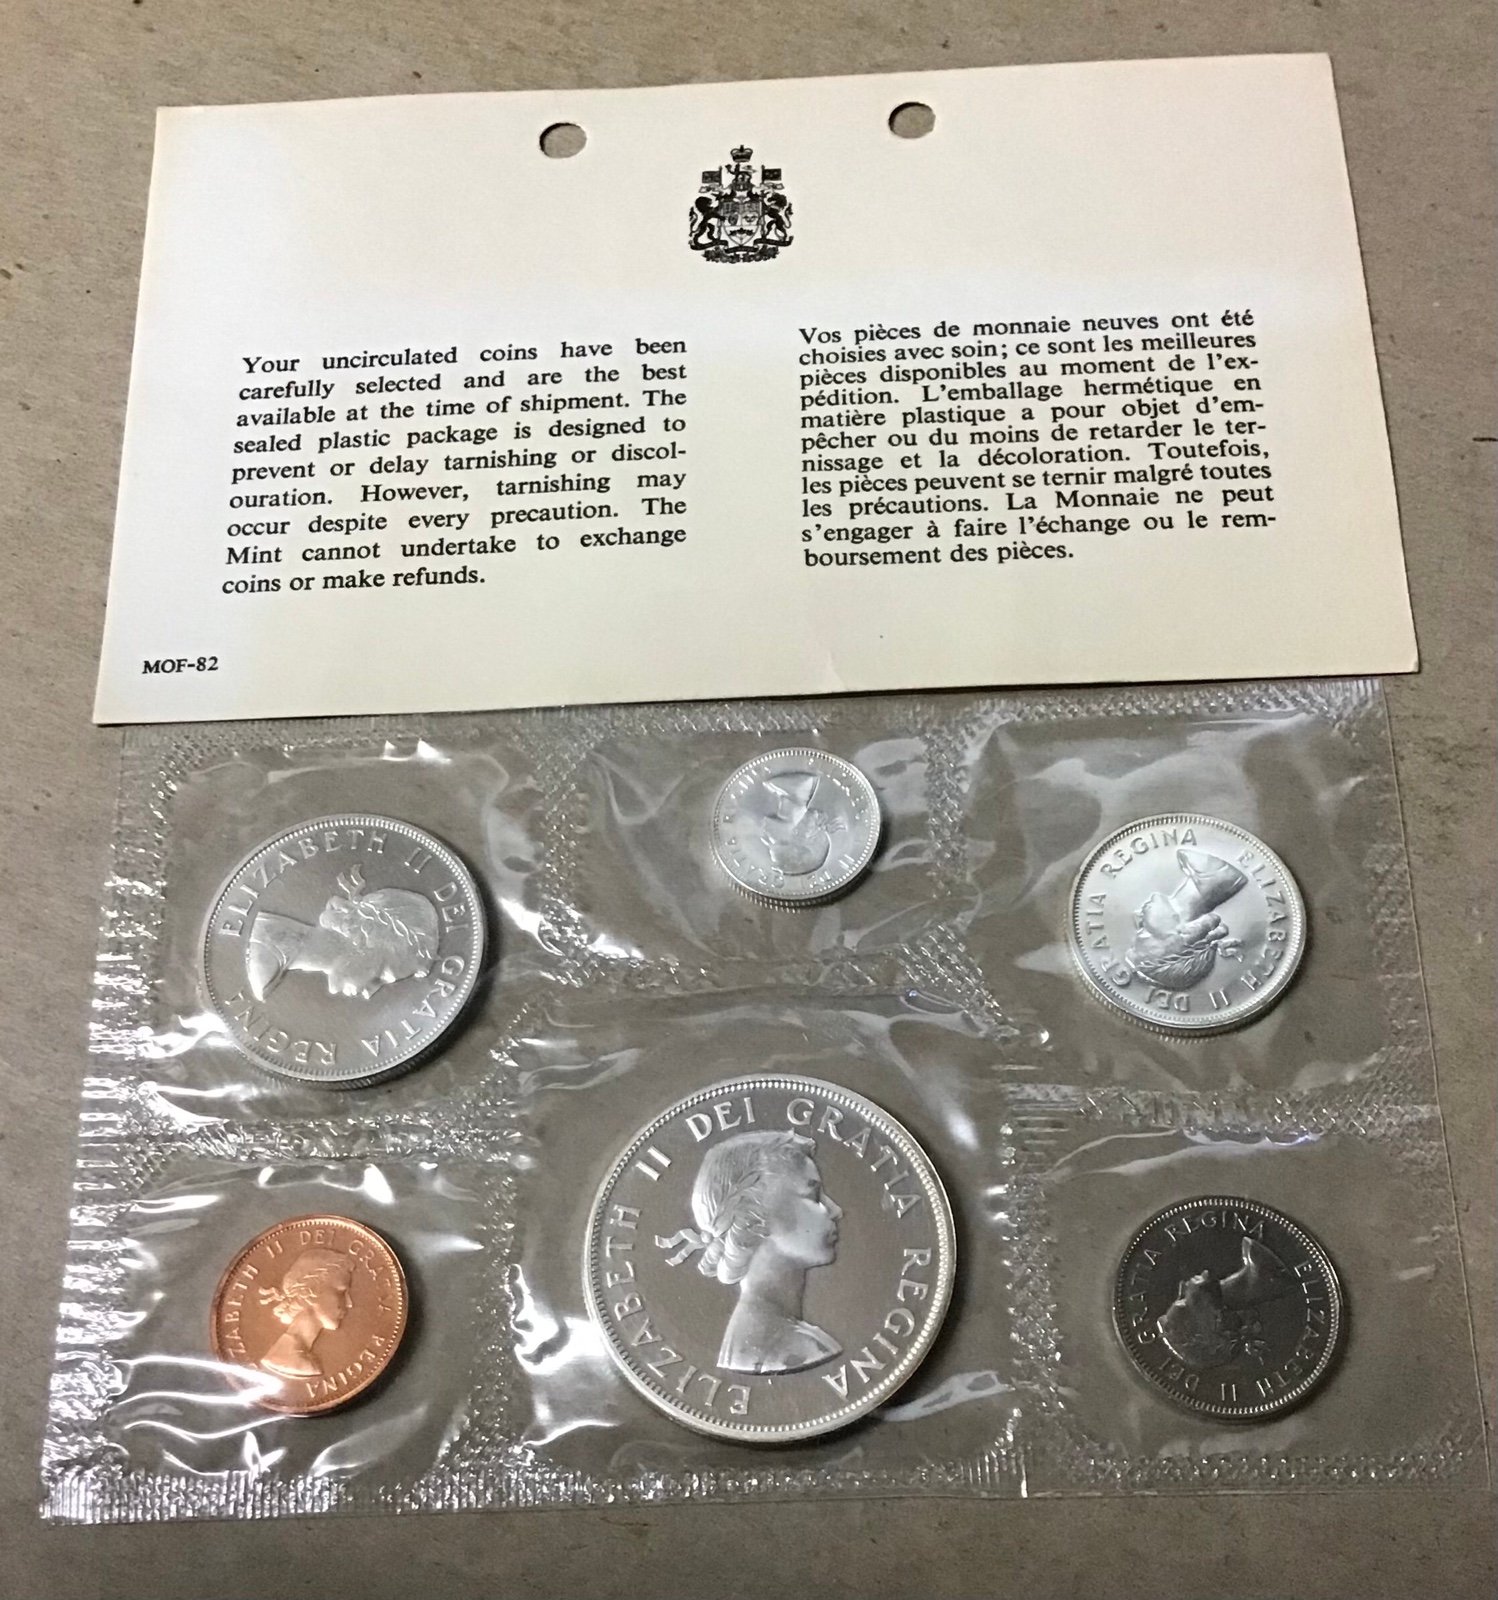 Your uncirculated coins have been
carefully selected and are the best
available at the time of shipment. The
sealed plastic package is designed to
prevent or delay tarnishing or discol-
ouration. However, tarnishing may
occur despite every precaution. The
Mint cannot undertake to exchange
coins or make refunds.
Vos pièces de monnaie neuves ont été
choisies avec soin; ce sont les meilleures
pièces disponibles au moment de l'ex-
pédition. L'emballage hermétique en
matière plastique a pour objet d'em-
pêcher ou du moins de retarder le ter-
nissage et la décoloration. Toutefois,
les pièces peuvent se ternir malgré toutes
les précautions. La Monnaie ne peut
s'engager à faire l'échange ou le rem-
boursement des pièces.
MOF-82
ELIZABETH II DEI GRATIA REGINA
ELIZABETH II DEI GRATIA REGINA
ELIZABETH II DEI GRATIA REGINA
ELIZABETH II DEI GRATIA REGINA
ELIZABETH II DEI GRATIA REGINA